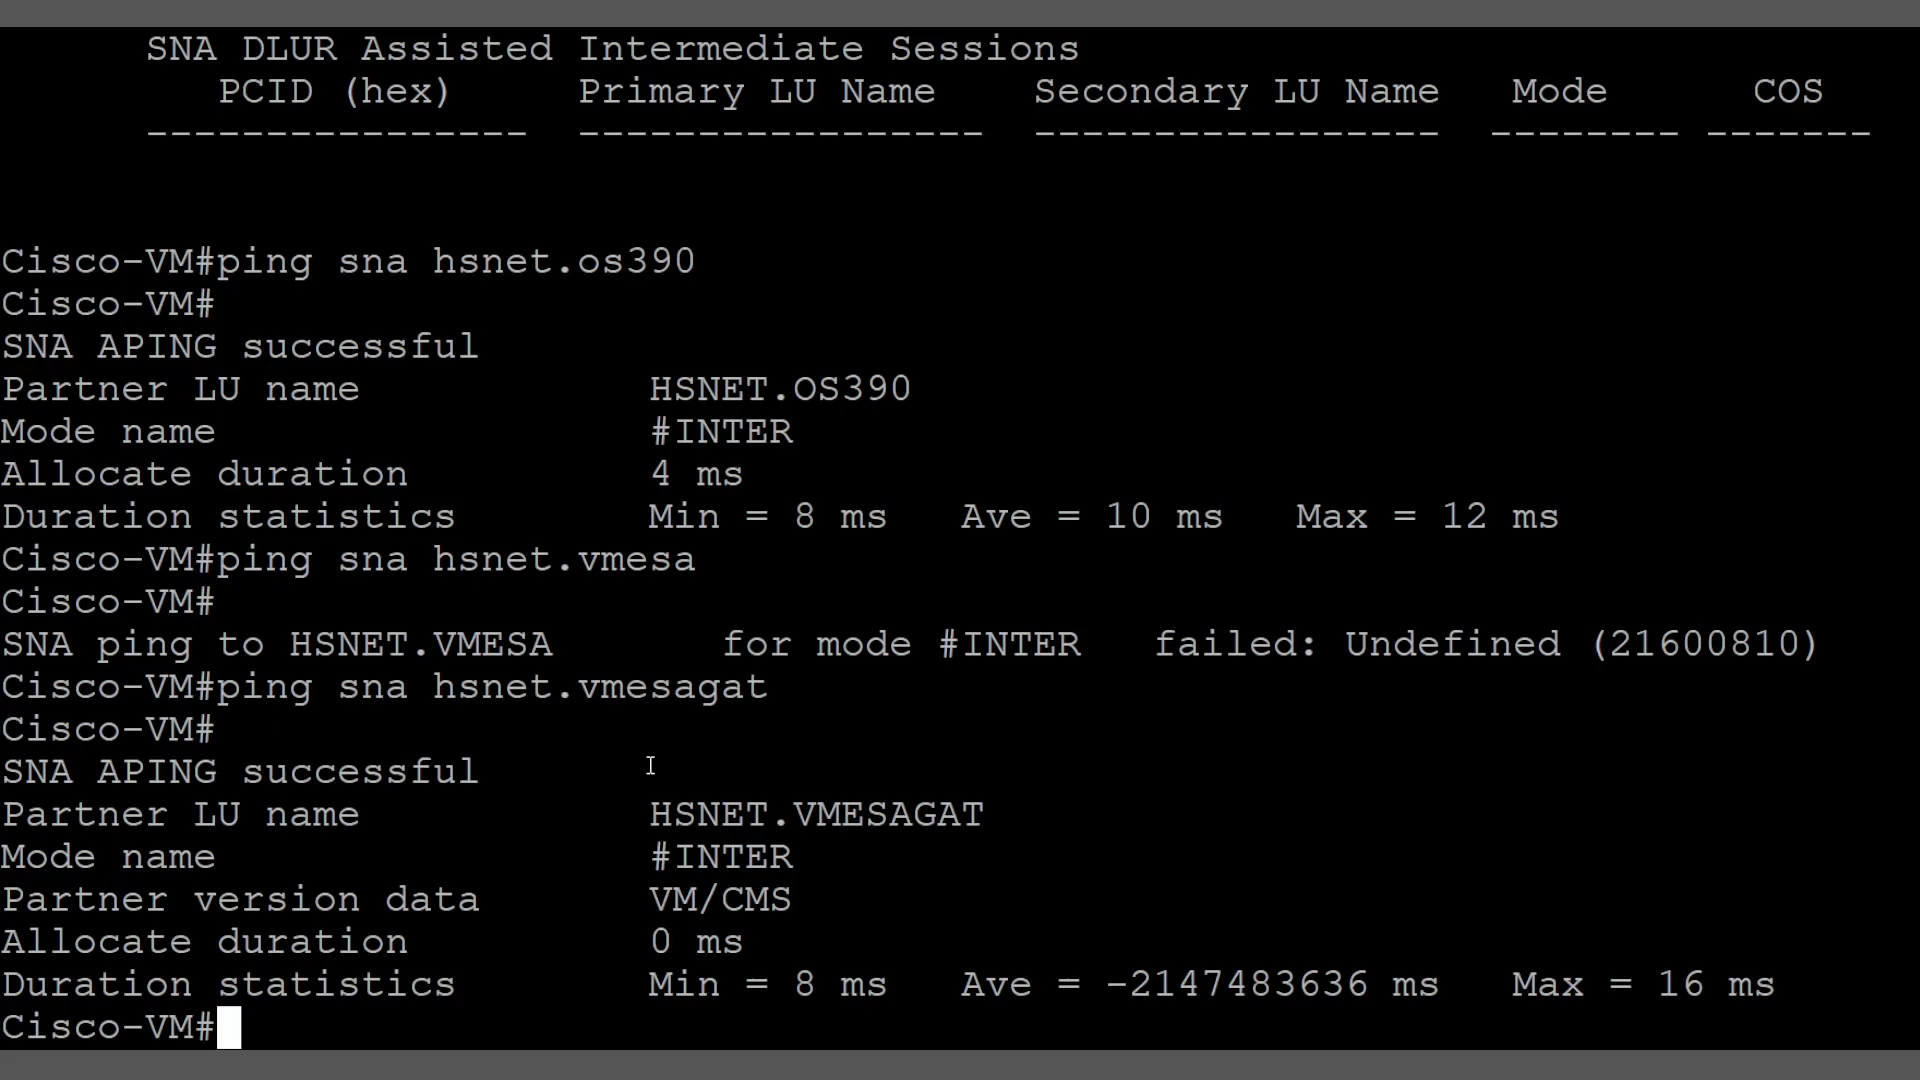 SNA DLUR Assisted Intermediate Sessions
PCID (hex) Primary LU Name Secondary LU Name Mode COS
---------------- ----------------- ----------------- -------- -------
Cisco-VM#ping sna hsnet.os390
Cisco-VM#
SNA APING successful
Partner LU name HSNET.OS390
Mode name #INTER
Allocate duration 4 ms
Duration statistics Min = 8 ms Ave = 10 ms Max = 12 ms
Cisco-VM#ping sna hsnet.vmesa
Cisco-VM#
SNA ping to HSNET.VMESA for mode #INTER failed: Undefined (21600810)
Cisco-VM#ping sna hsnet.vmesagat
Cisco-VM#
SNA APING successful
Partner LU name HSNET.VMESAGAT
Mode name #INTER
Partner version data VM/CMS
Allocate duration 0 ms
Duration statistics Min = 8 ms Ave = -2147483636 ms Max = 16 ms
Cisco-VM#